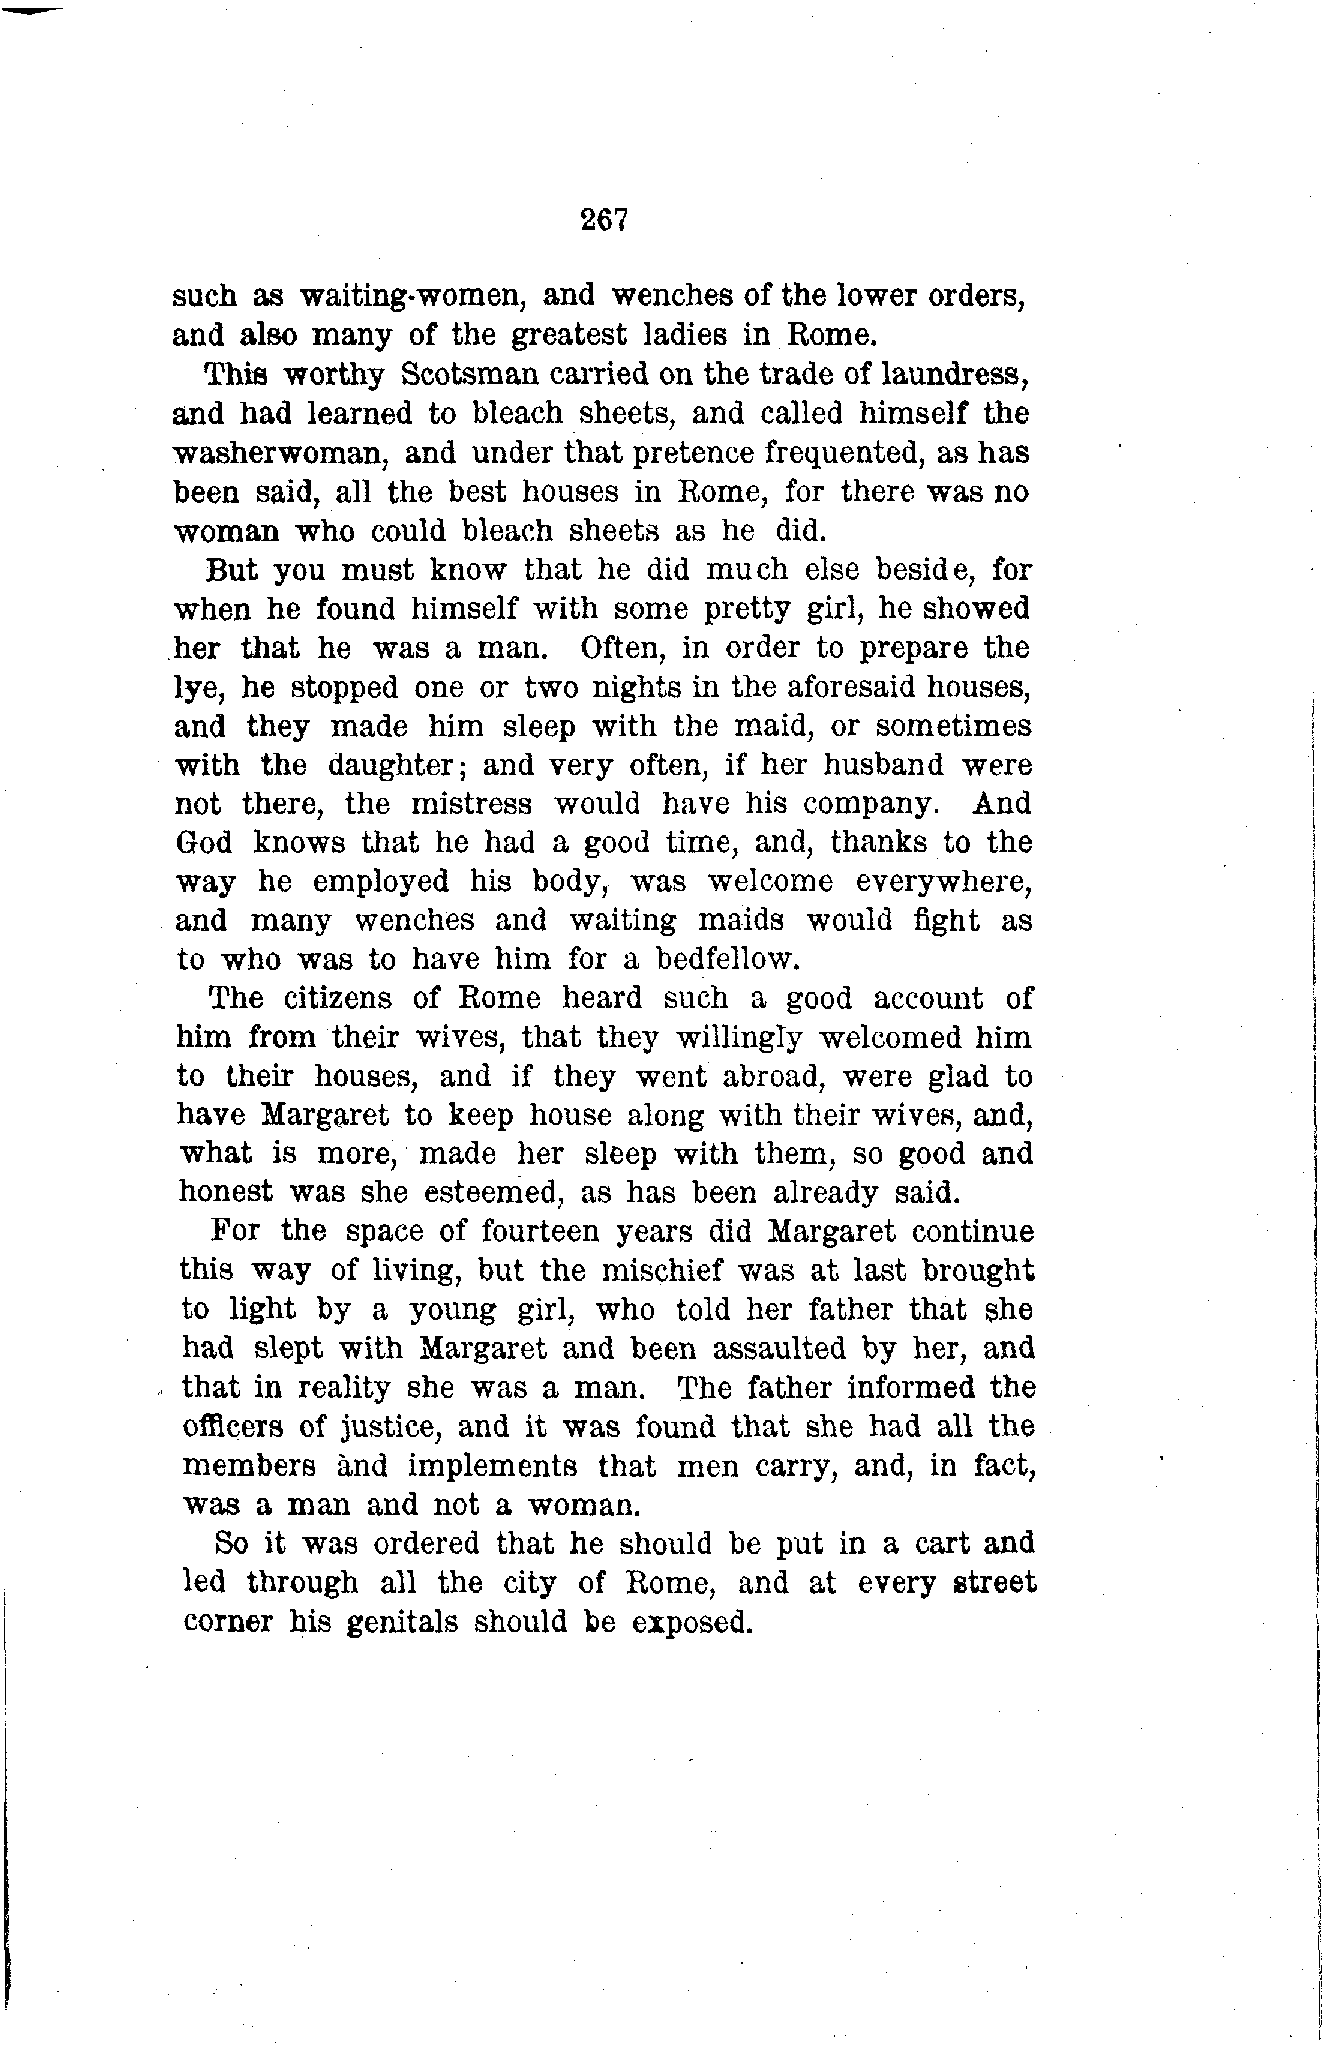 267
such as waiting-women, and wenches of the lower orders,
and also many of the greatest ladies in Rome.
This worthy Scotsman carried on the trade of laundress,
and had learned to bleach sheets, and called himself the
washerwoman, and under that pretence frequented, as has
been said, all the best houses in Rome, for there was no
woman who could bleach sheets as he did.
But you must know that he did much else beside, for
when he found himself with some pretty girl, he showed
her that he was a man. Often, in order to prepare the
lye, he stopped one or two nights in the aforesaid houses,
and they made him sleep with the maid, or sometimes
with the daughter; and very often, if her husband were
not there, the mistress would have his company. And
God knows that he had a good time, and, thanks to the
way he employed his body, was welcome everywhere,
and many wenches and waiting maids would fight as
to who was to have him for a bedfellow.
The citizens of Rome heard such a good account of
him from their wives, that they willingly welcomed him
to their houses, and if they went abroad, were glad to
have Margaret to keep house along with their wives, and,
what is more, made her sleep with them, so good and
honest was she esteemed, as has been already said.
For the space of fourteen years did Margaret continue
this way of living, but the mischief was at last brought
to light by a young girl, who told her father that she
had slept with Margaret and been assaulted by her, and
that in reality she was a man. The father informed the
officers of justice, and it was found that she had all the
members and implements that men carry, and, in fact,
was a man and not a woman.
So it was ordered that he should be put in a cart and
led through all the city of Rome, and at every street
corner his genitals should be exposed.